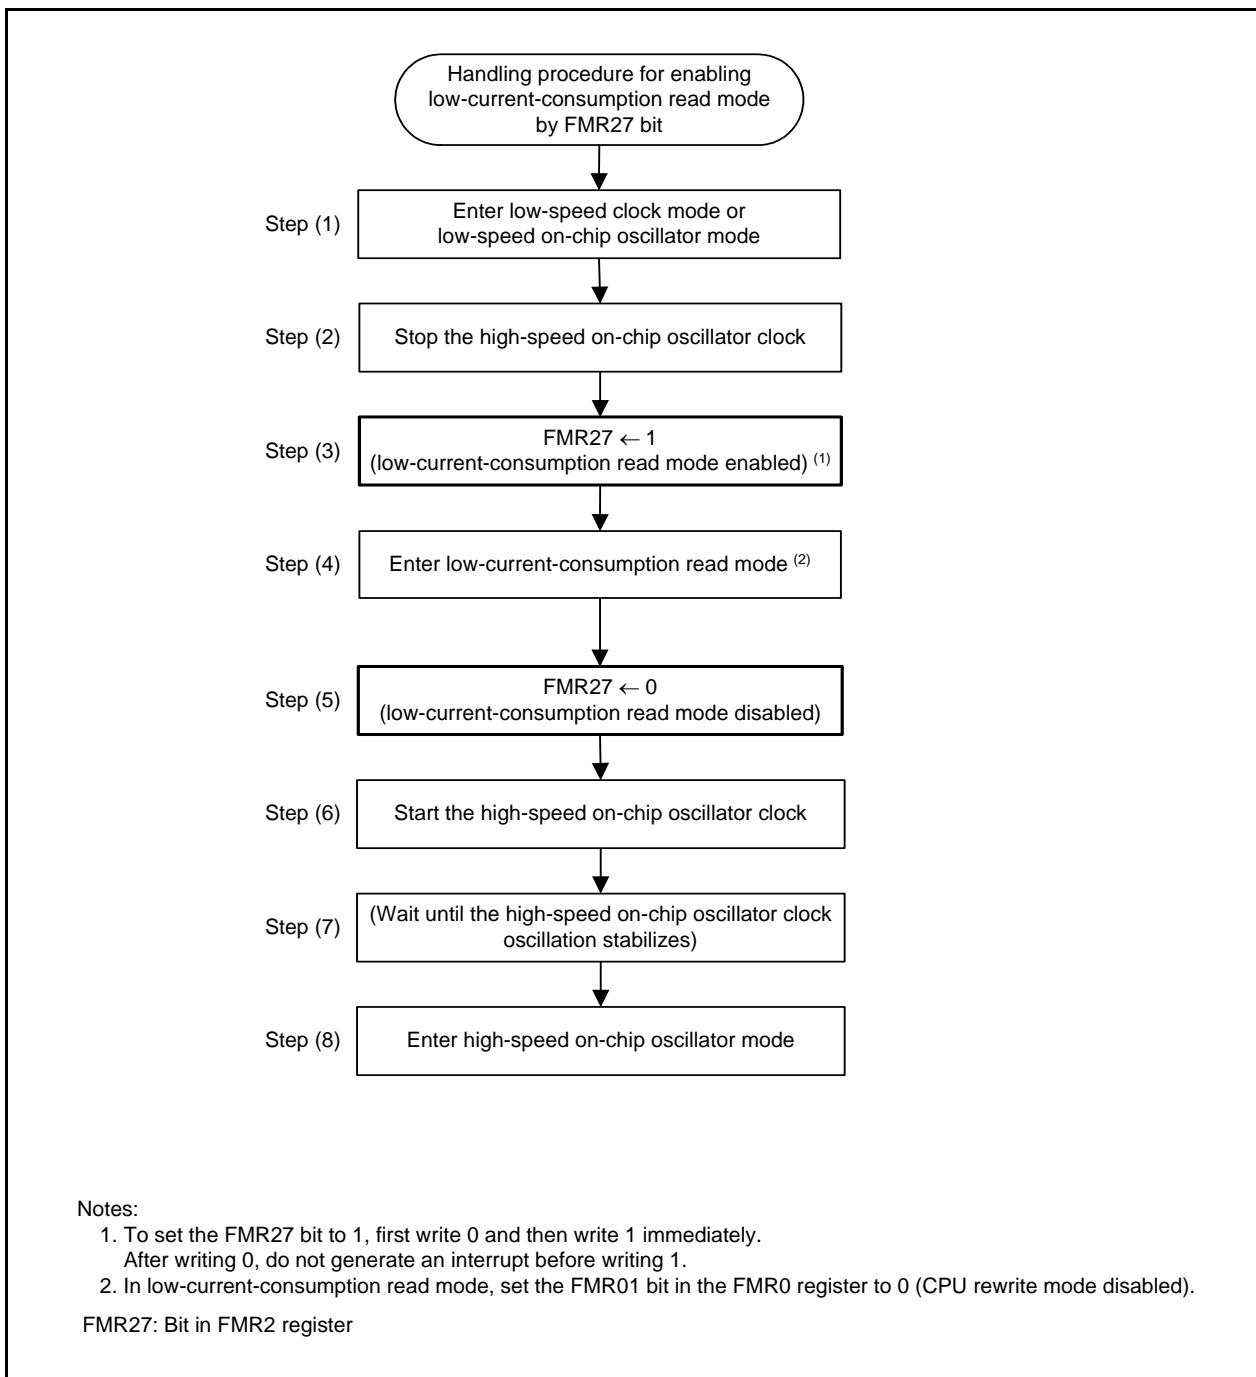 Handling procedure for enabling
low-current-consumption read mode
by FMR27 bit
Step (1)
Enter low-speed clock mode or
low-speed on-chip oscillator mode
Step (2)
Stop the high-speed on-chip oscillator clock
Step (3)
FMR27 ← 1
(low-current-consumption read mode enabled) (1)
Step (4)
Enter low-current-consumption read mode (2)
Step (5)
FMR27 ← 0
(low-current-consumption read mode disabled)
Step (6)
Start the high-speed on-chip oscillator clock
Step (7)
(Wait until the high-speed on-chip oscillator clock
oscillation stabilizes)
Step (8)
Enter high-speed on-chip oscillator mode
Notes:
1. To set the FMR27 bit to 1, first write 0 and then write 1 immediately.
After writing 0, do not generate an interrupt before writing 1.
2. In low-current-consumption read mode, set the FMR01 bit in the FMR0 register to 0 (CPU rewrite mode disabled).
FMR27: Bit in FMR2 register